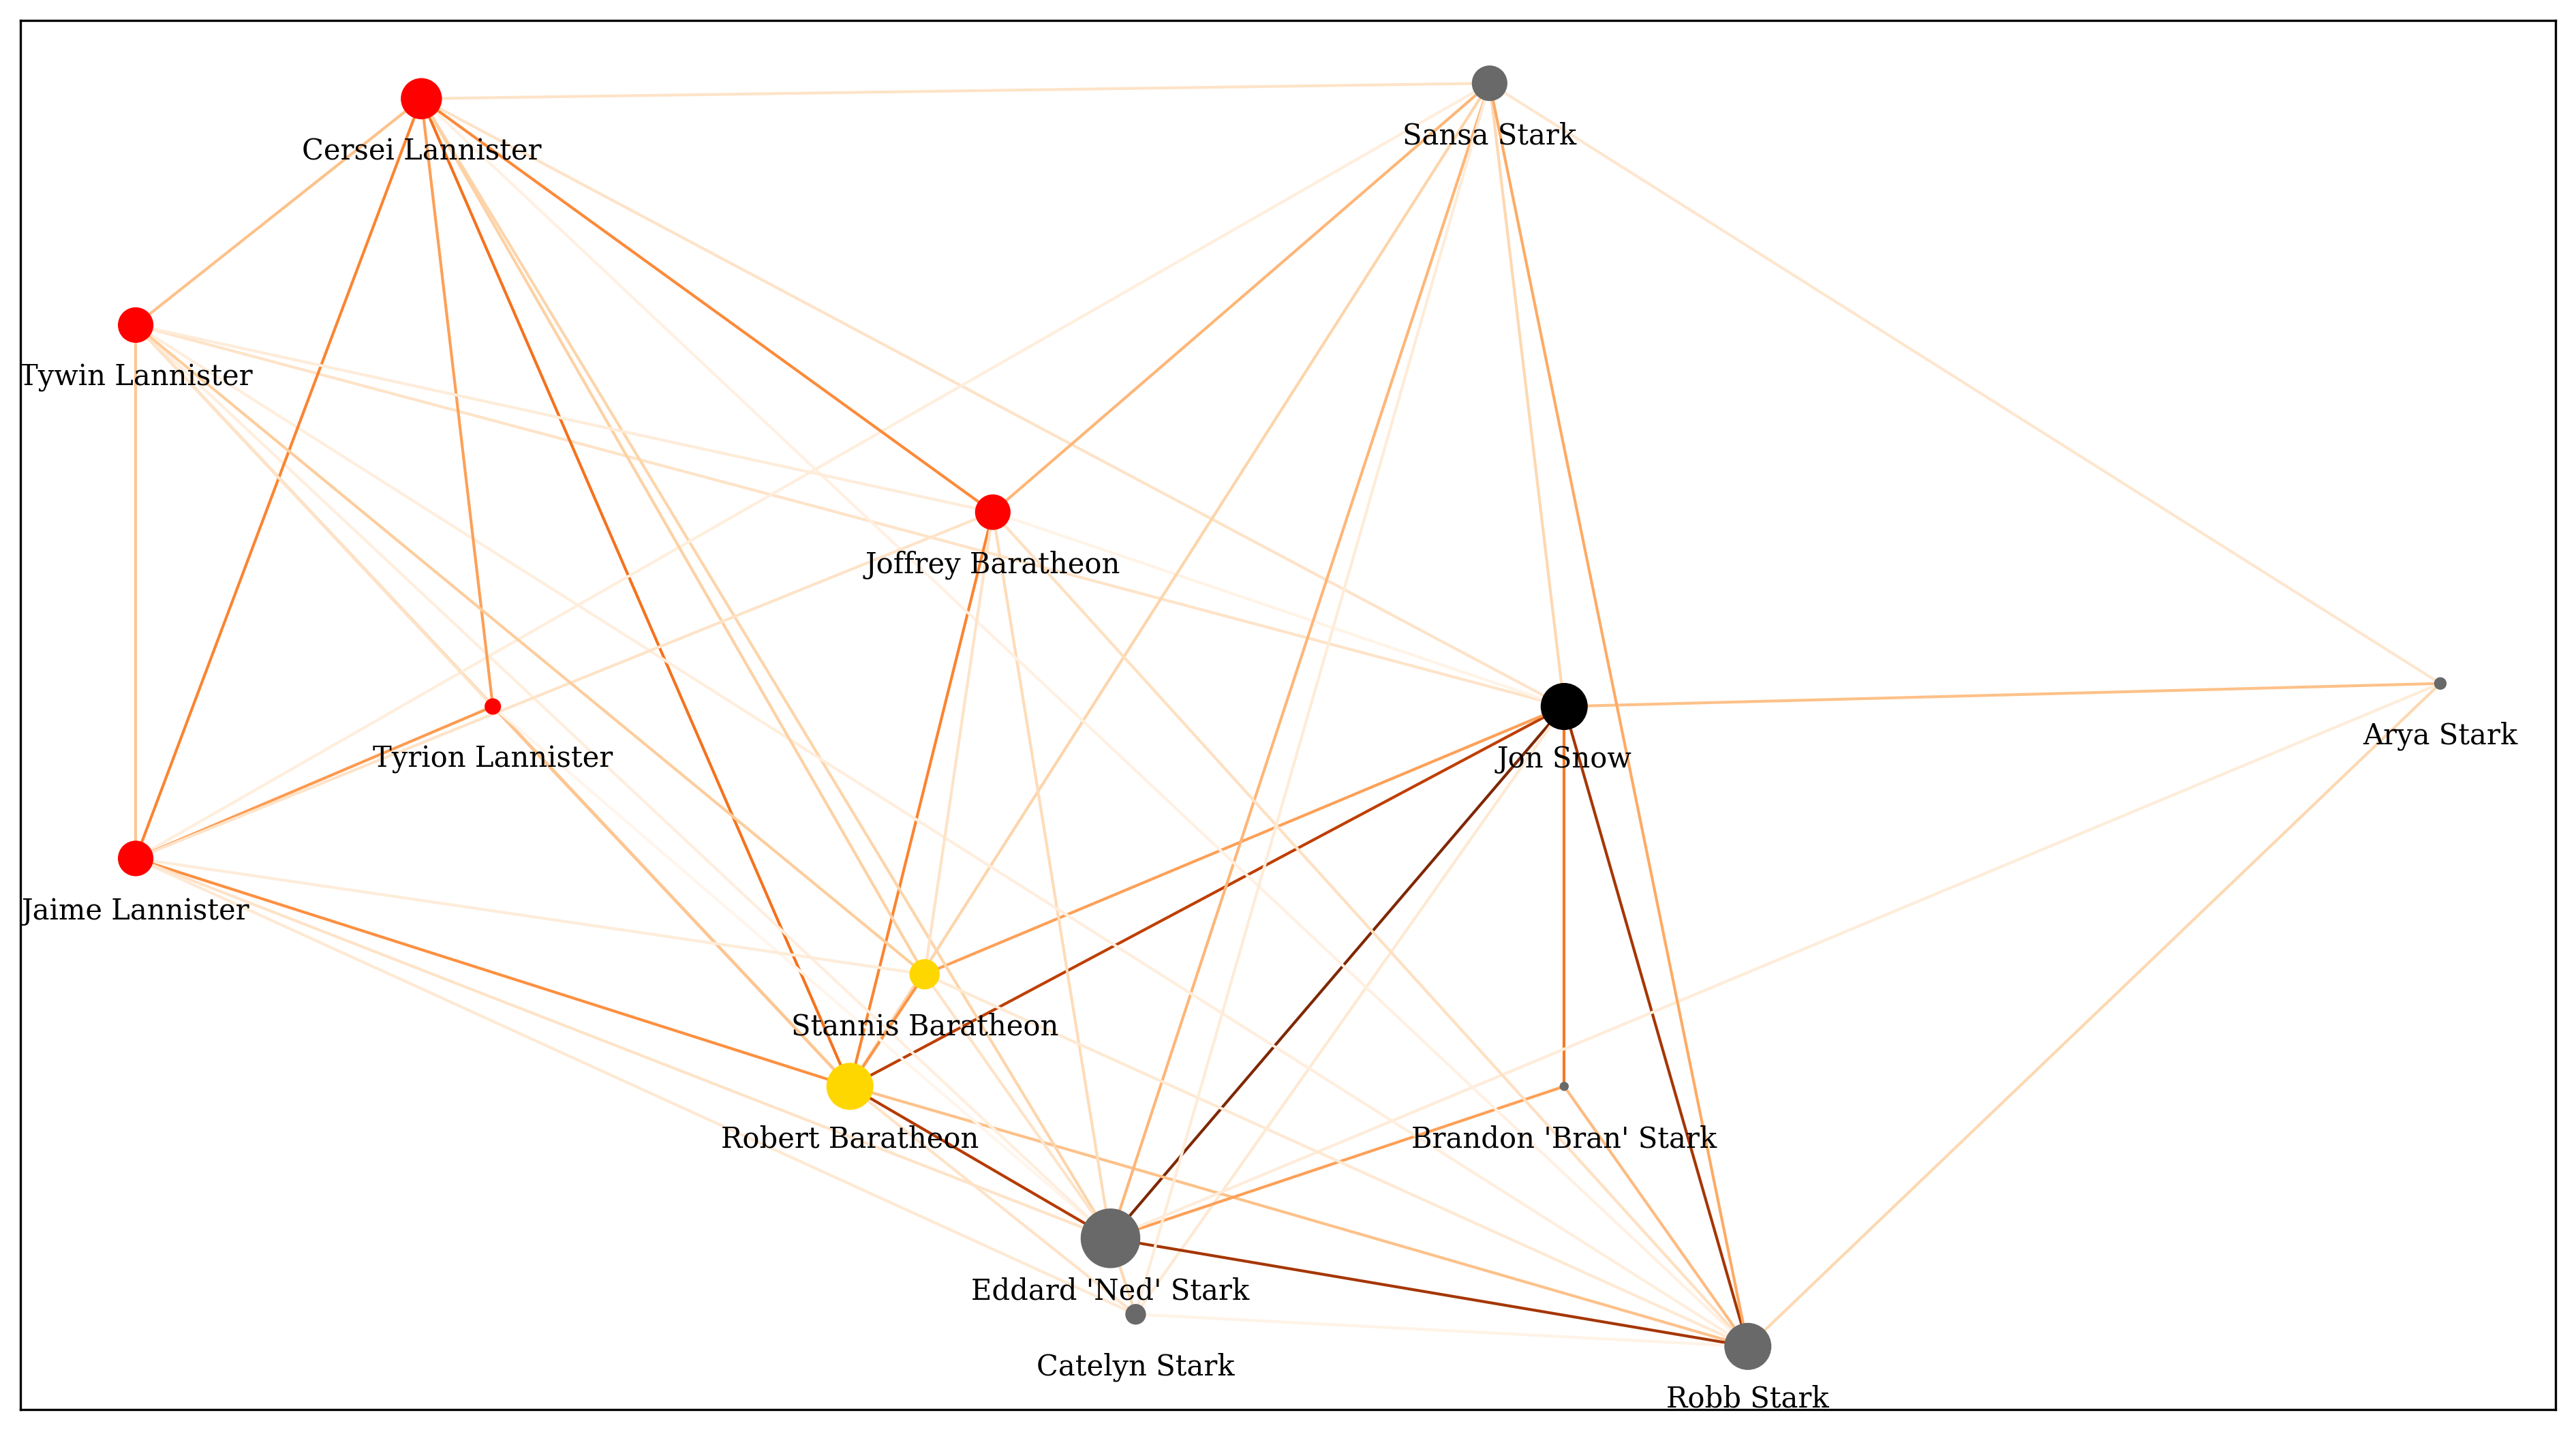 Sansa Stark
Cersei Lannister
Tywin Lannister
Joffrey Baratheon
Arya Stark
Tyrion Lannister
Jon Snow
Jaime Lannister
Stannis Baratheon
Robert Baratheon
Brandon 'Bran' Stark
Eddard 'Ned' Stark
Catelyn Stark
Robb Stark